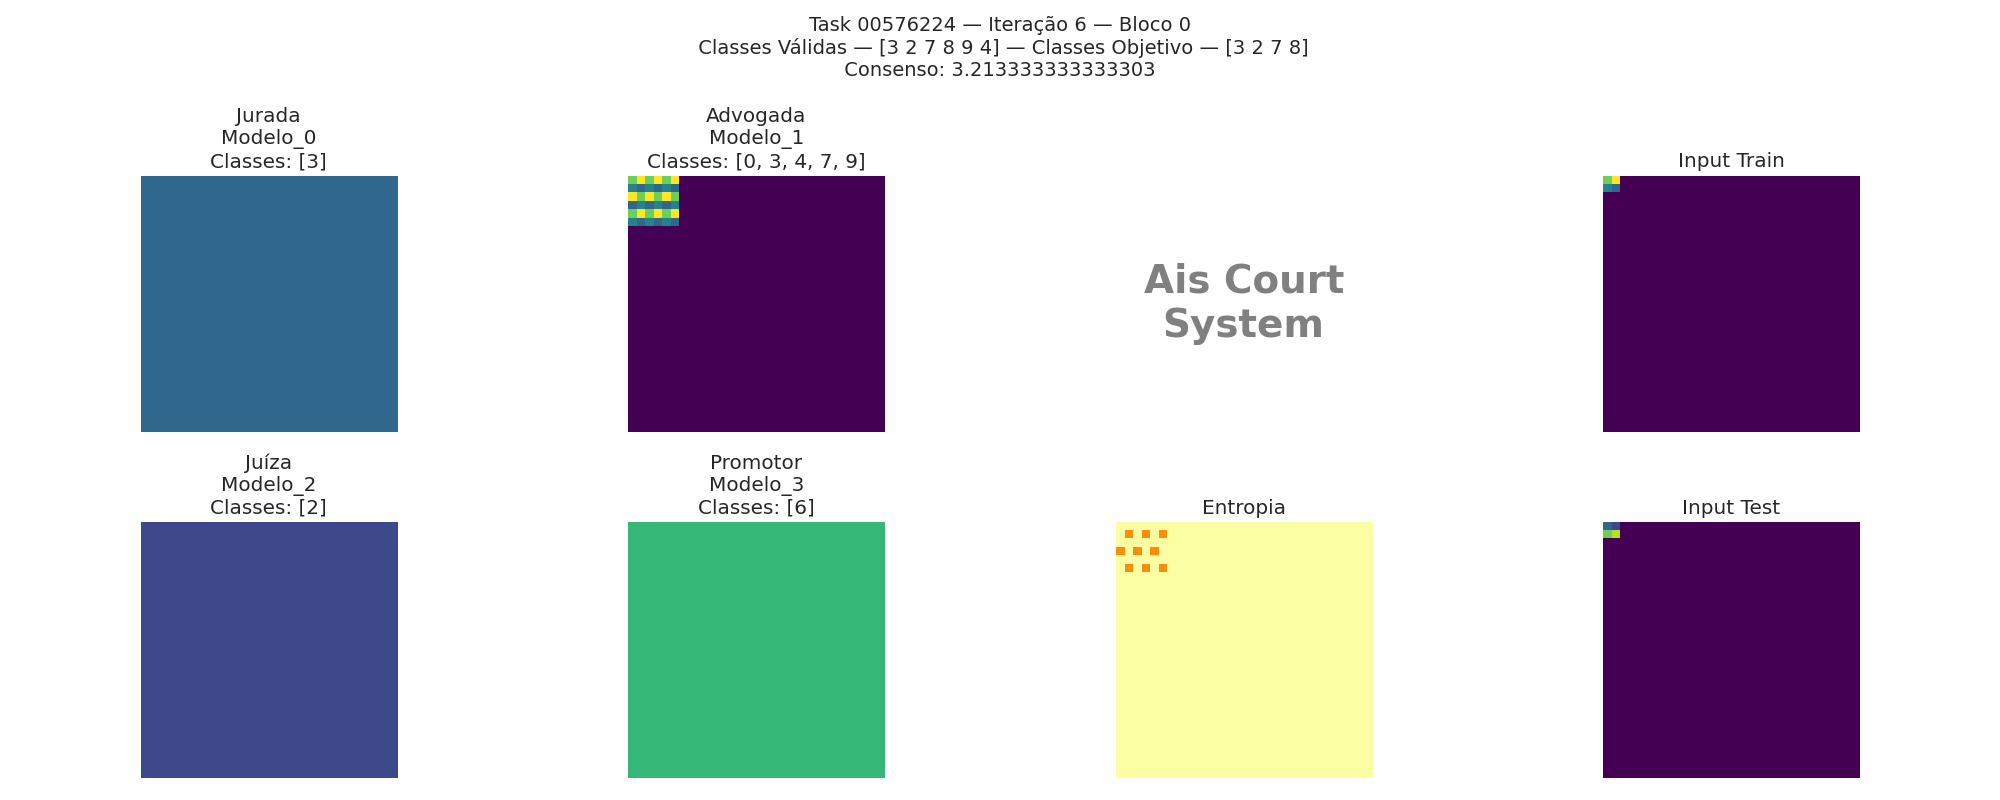 Task 00576224 — Iteração 6 — Bloco 0
Classes Válidas — [3 2 7 8 9 4] — Classes Objetivo — [3 2 7 8]
Consenso: 3.213333333333303
Jurada
Modelo_0
Classes: [3]
Advogada
Modelo_1
Classes: [0, 3, 4, 7, 9]
Ais Court
System
Input Train
Juíza
Modelo_2
Classes: [2]
Promotor
Modelo_3
Classes: [6]
Entropia
Input Test